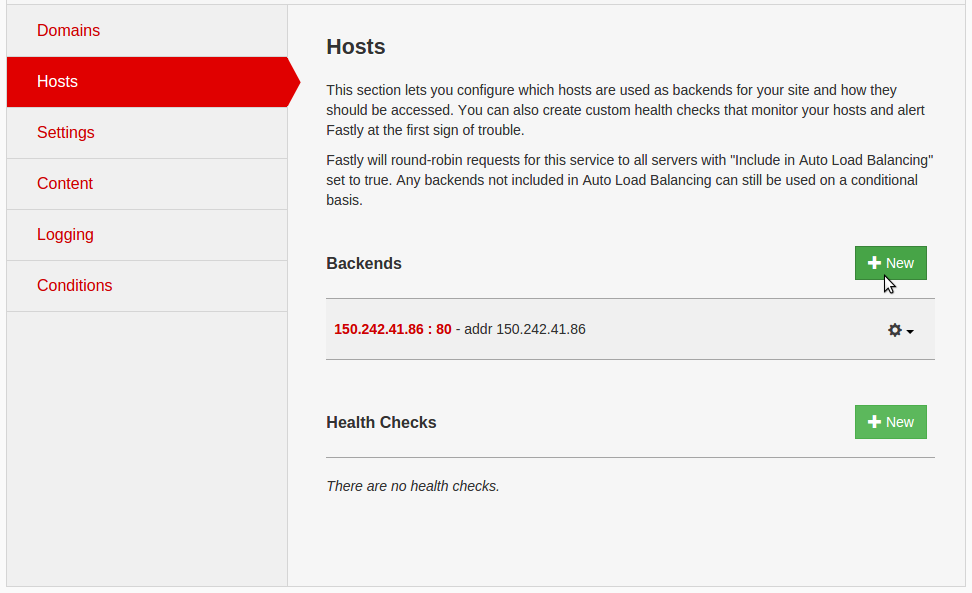 Domains
Hosts
Settings
Content
Logging
Conditions
Hosts
This section lets you configure which hosts are used as backends for your site and how they
should be accessed. You can also create custom health checks that monitor your hosts and alert
Fastly at the first sign of trouble.
Fastly will round-robin requests for this service to all servers with "Include in Auto Load Balancing"
set to true. Any backends not included in Auto Load Balancing can still be used on a conditional
basis.
Backends
New
150.242.41.86 : 80 - addr 150.242.41.86
Health Checks
New
There are no health checks.